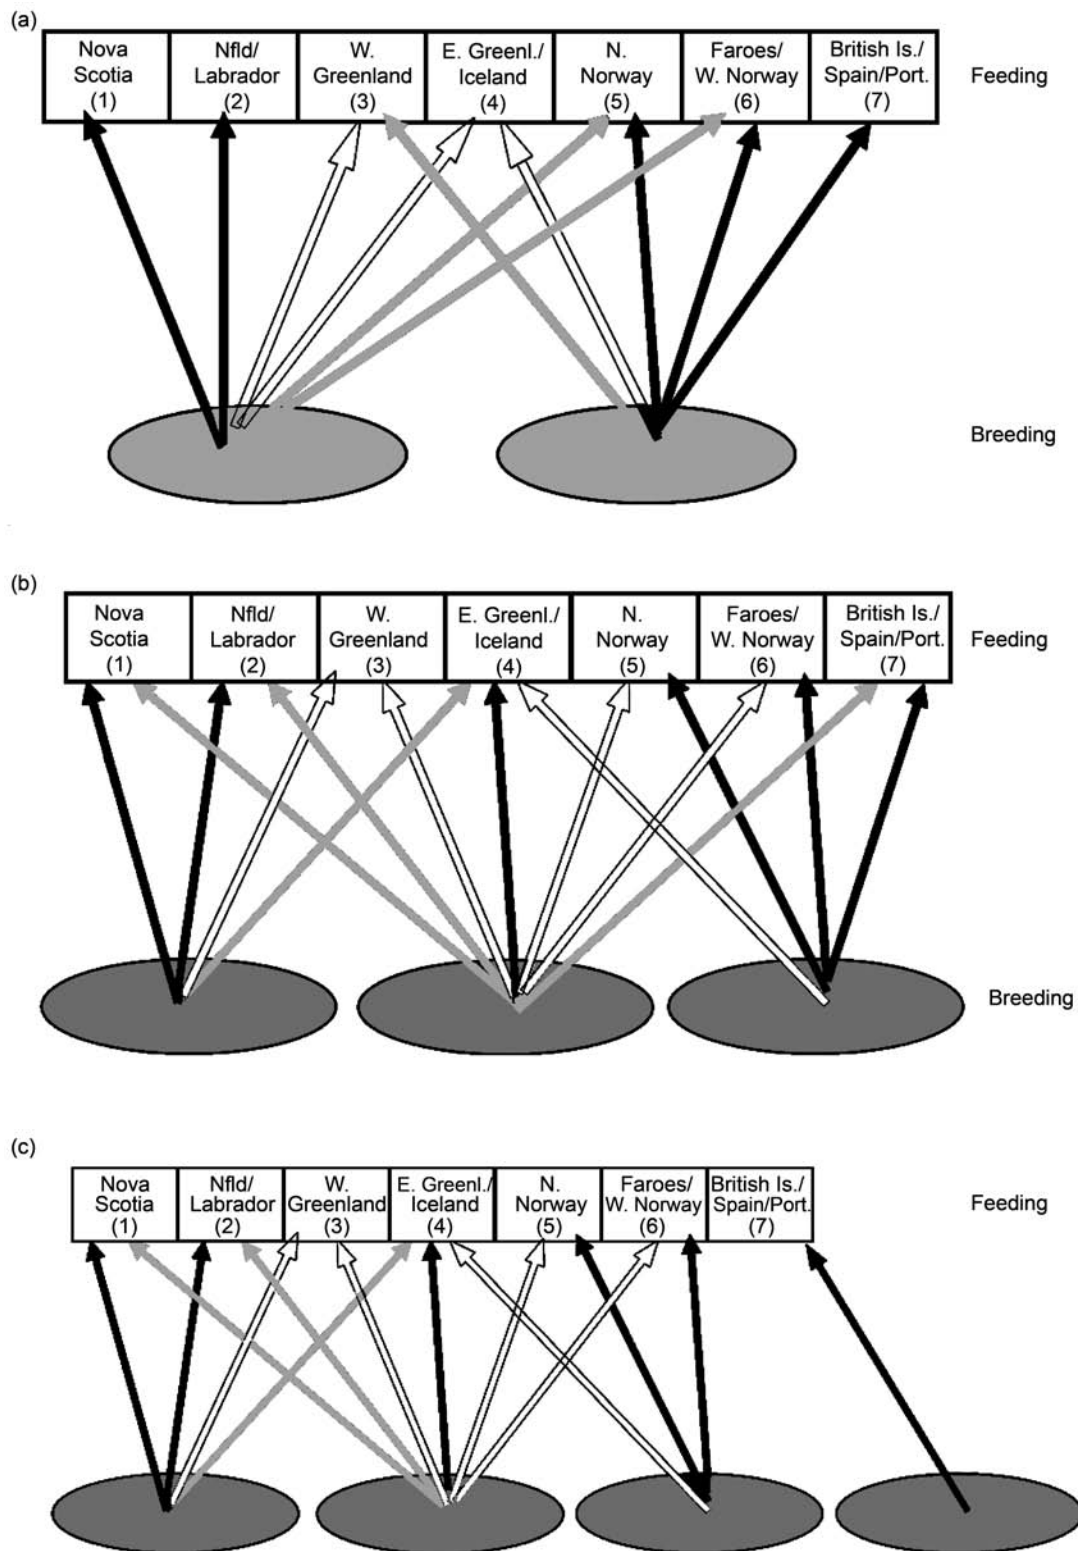 (a)
Nova
Scotia
(1)
Nfld/
Labrador
(2)
W.
Greenland
(3)
E. Greenl./
Iceland
(4)
N.
Norway
(5)
Faroes/
W. Norway
(6)
British Is./
Spain/Port.
(7)
Feeding
Breeding
(b)
Nova
Scotia
(1)
Nfld/
Labrador
(2)
W.
Greenland
(3)
E. Greenl./
Iceland
(4)
N.
Norway
(5)
Faroes/
W. Norway
(6)
British Is./
Spain/Port.
(7)
Feeding
Breeding
(c)
Nova
Scotia
(1)
Nfld/
Labrador
(2)
W.
Greenland
(3)
E. Greenl./
Iceland
(4)
N.
Norway
(5)
Faroes/
W. Norway
(6)
British Is./
Spain/Port.
(7)
Feeding